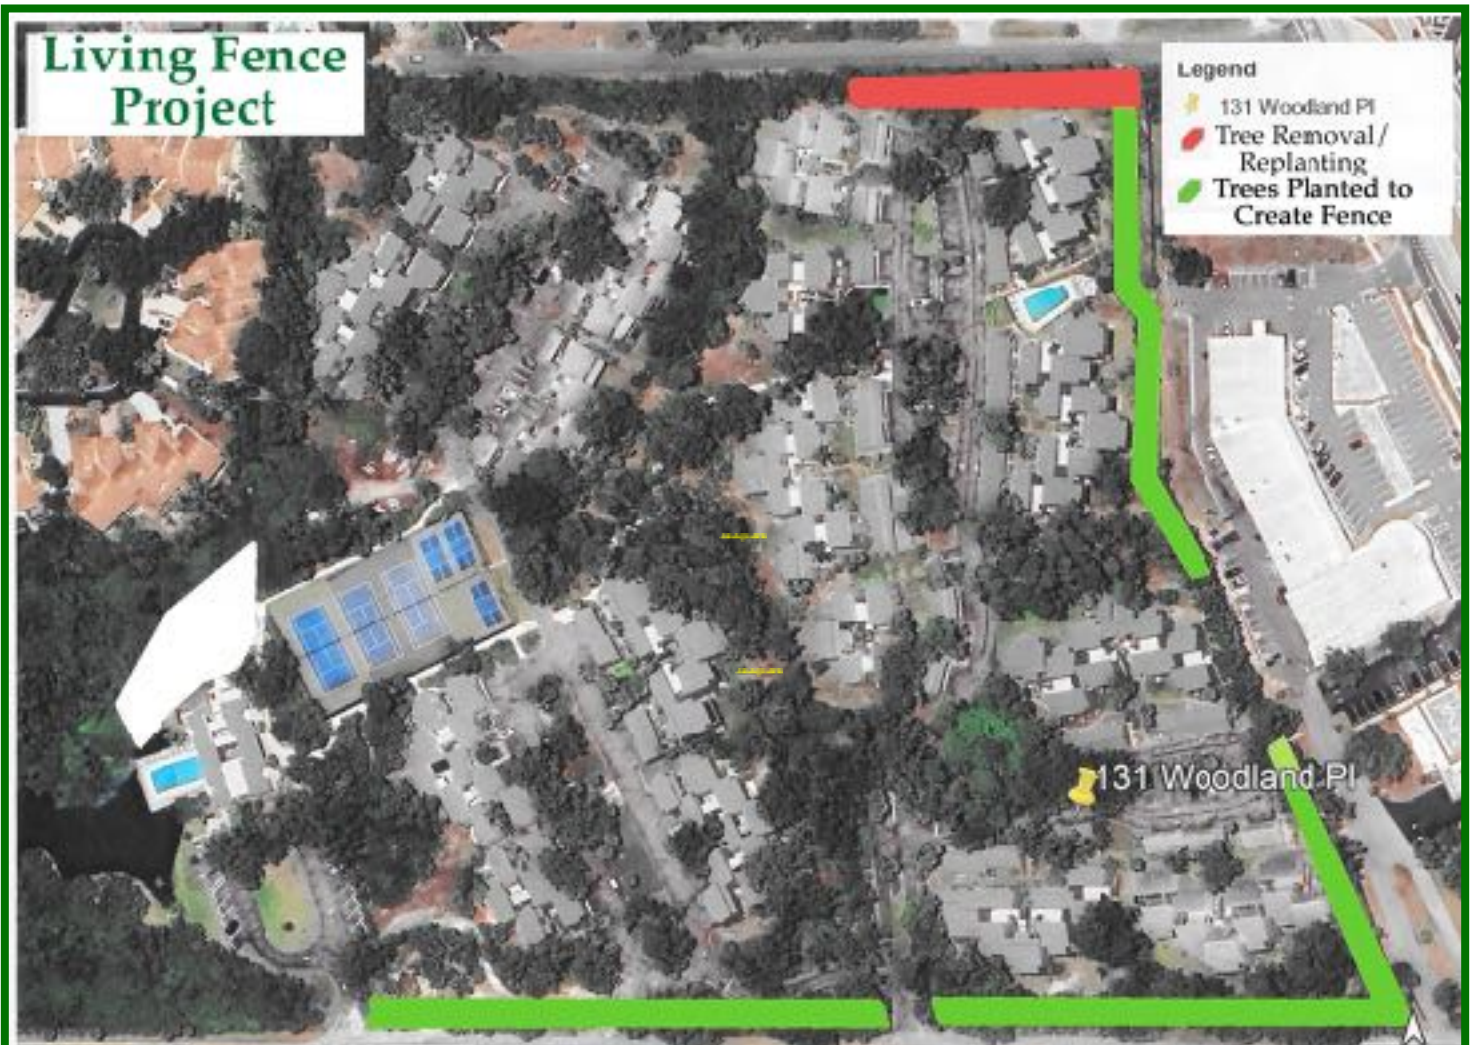 Living Fence
Project
Legend
131 Woodland Pl
Tree Removal/
Replanting
Trees Planted to
Create Fence
131 Woodland Pl